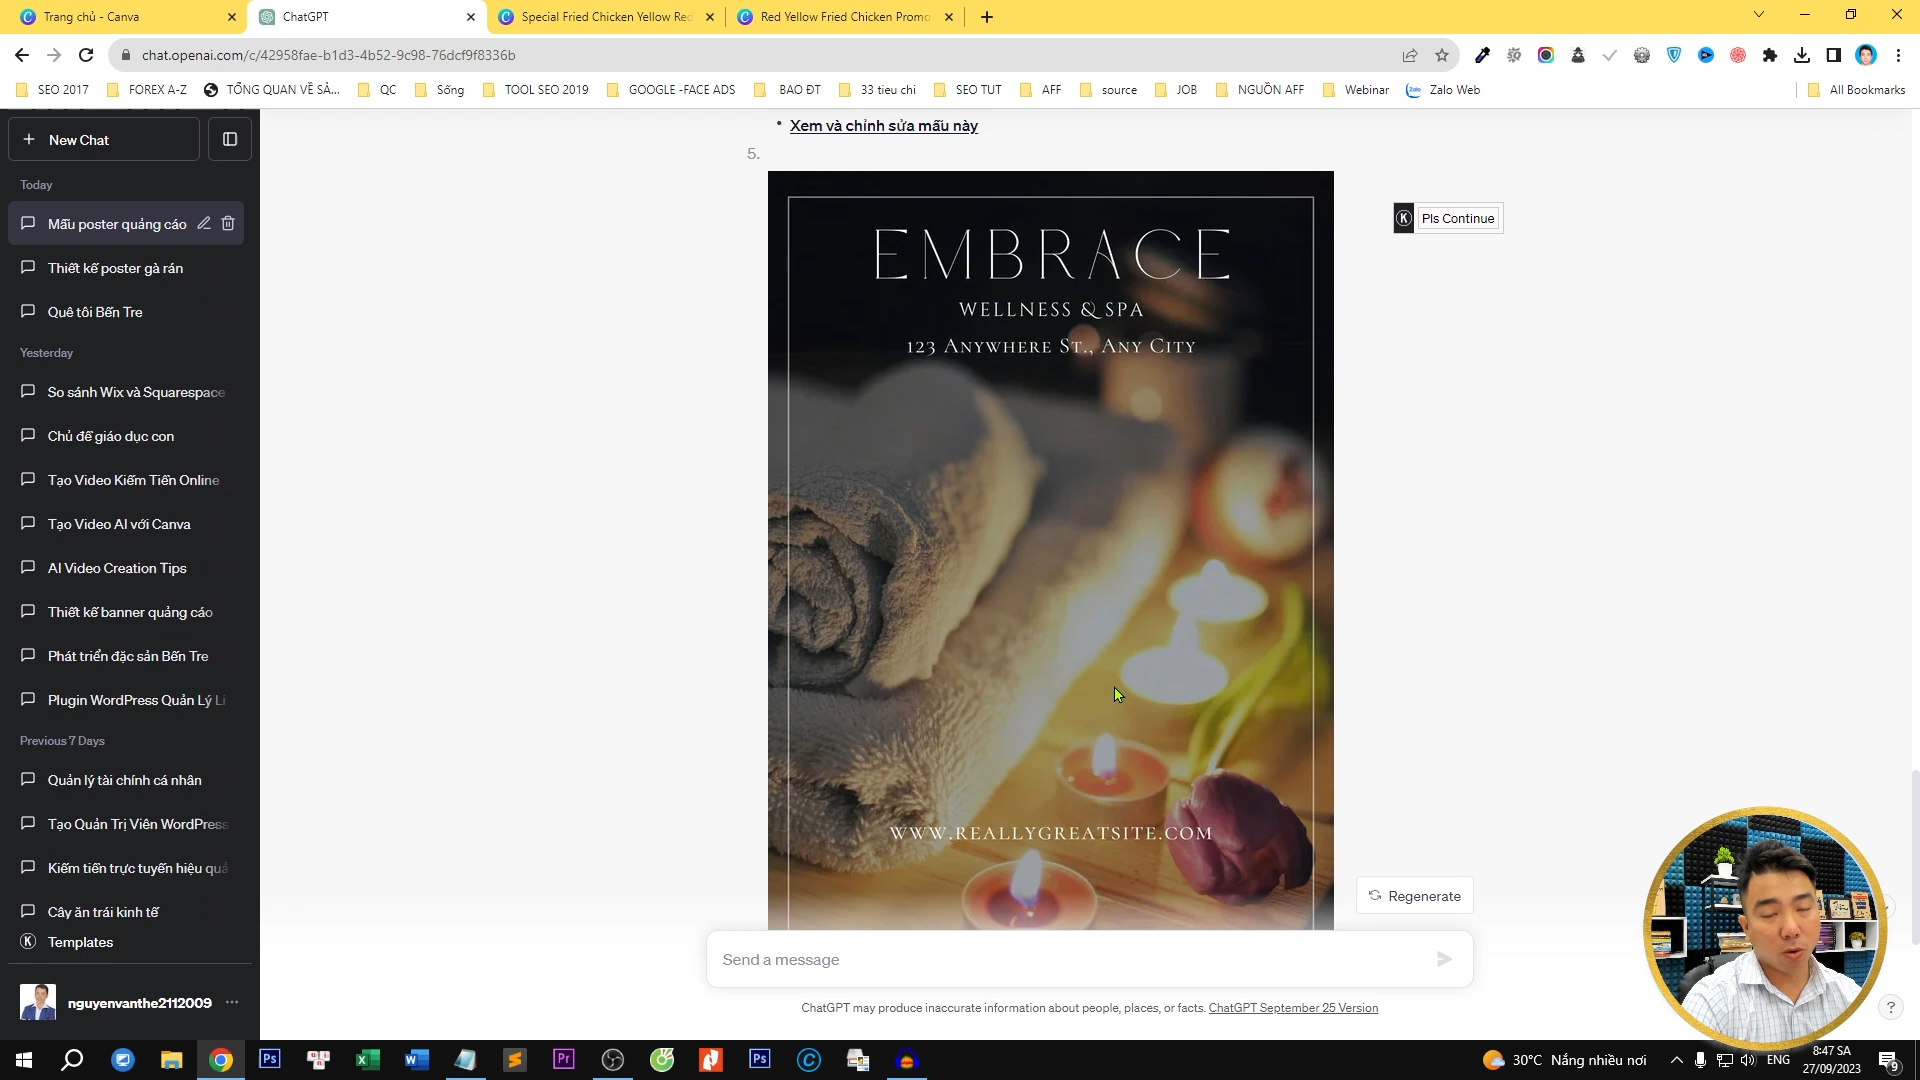 Trang chủ - Canva
ChatGPT
Special Fried Chicken Yellow Red
Red Yellow Fried Chicken Promo
chat.openai.com/c/42958fae-b1d3-4b52-9c98-76dcf9f8336b
SEO 2017
FOREX A-Z
TỔNG QUAN VỀ SẢ...
QC
Sống
TOOL SEO 2019
GOOGLE -FACE ADS
BAO ĐT
33 tieu chi
SEO TUT
AFF
source
JOB
NGUỒN AFF
Webinar
Zalo Web
All Bookmarks
New Chat
Today
Mẫu poster quảng cáo
Thiết kế poster gà rán
Quê tôi Bến Tre
Yesterday
So sánh Wix và Squarespace
Chủ đề giáo dục con
Tạo Video Kiếm Tiền Online
Tạo Video AI với Canva
AI Video Creation Tips
Thiết kế banner quảng cáo
Phát triển đặc sản Bến Tre
Plugin WordPress Quản Lý Li
Previous 7 Days
Quản lý tài chính cá nhân
Tạo Quản Trị Viên WordPress
Kiếm tiền trực tuyến hiệu quả
Cây ăn trái kinh tế
Templates
nguyenvanthe2112009
Xem và chỉnh sửa mẫu này
5.
EMBRACE
WELLNESS & SPA
123 Anywhere St., Any City
WWW.REALLYGREATSITE.COM
Pls Continue
Regenerate
Send a message
ChatGPT may produce inaccurate information about people, places, or facts. ChatGPT September 25 Version
30°C Nắng nhiều nơi
ENG
8:47 SA
27/09/2023
9